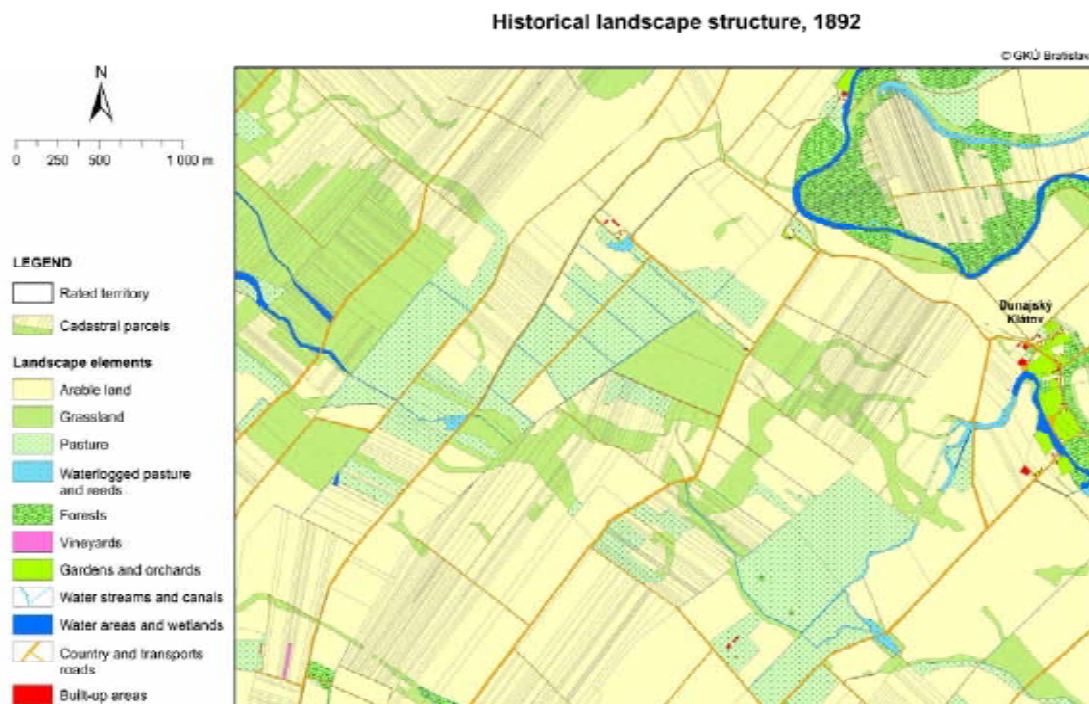 Historical landscape structure, 1892
© GKÚ Bratislav
N
0 250 500 1 000 m
LEGEND
Rated territory
Cadastral parcels
Landscape elements
Arable land
Grassland
Pasture
Waterlogged pasture
and reeds
Forests
Vineyards
Gardens and orchards
Water streams and canals
Water areas and wetlands
Country and transports
roads
Built-up areas
Dunajský
Klátov